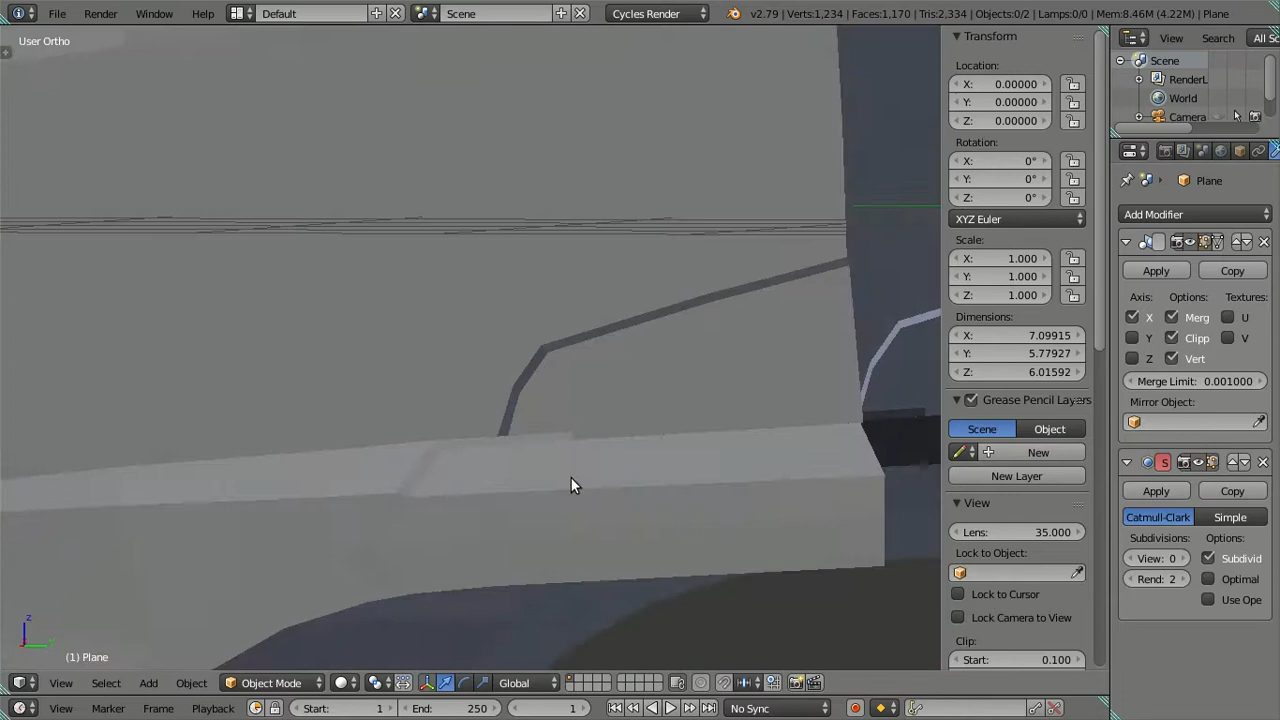 File Render Window Help Default Scene Cycles Render v2.79 | Verts:1,234 | Faces:1,170 | Tris:2,334 | Objects:0/2 | Lamps:0/0 | Mem:8.46M (4.22M) | Plane
User Ortho
Transform
Location:
X: 0.00000
Y: 0.00000
Z: 0.00000
Rotation:
X: 0°
Y: 0°
Z: 0°
XYZ Euler
Scale:
X: 1.000
Y: 1.000
Z: 1.000
Dimensions:
X: 7.09915
Y: 5.77927
Z: 6.01592
Grease Pencil Layers
Scene Object
New
New Layer
View
Lens: 35.000
Lock to Object:
Lock to Cursor
Lock Camera to View
Clip:
Start: 0.100
View Search All Sc
Scene
RenderL
World
Camera
Plane
Add Modifier
Apply Copy
Axis: Options: Textures:
X Merg U
Y Clipp V
Z Vert
Merge Limit: 0.001000
Mirror Object:
S
Apply Copy
Catmull-Clark Simple
Subdivisions: Options:
View: 0 Subdivid
Rend: 2 Optimal
Use Ope
z
y
(1) Plane
View Select Add Object Object Mode Global
View Marker Frame Playback Start: 1 End: 250 1 No Sync